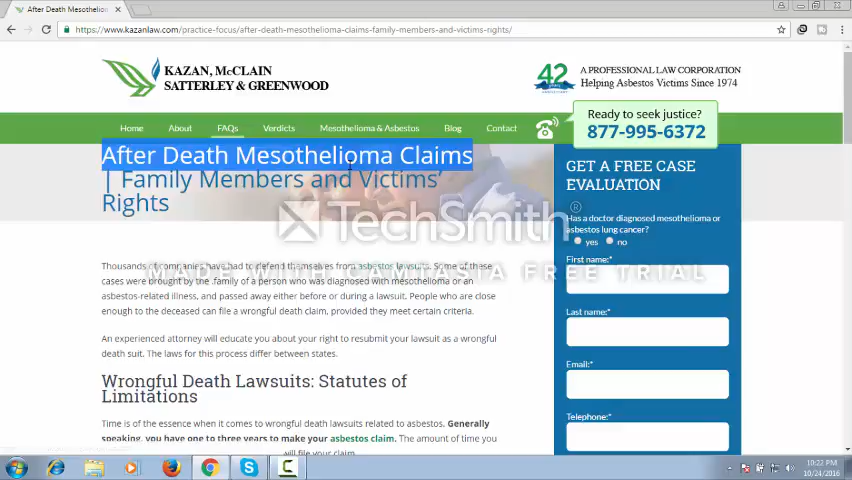 After Death Mesothelion
https://www.kazanlaw.com/practice-focus/after-death-mesothelioma-claims-family-members-and-victims-rights/
KAZAN, McCLAIN
SATTERLEY & GREENWOOD
42
A PROFESSIONAL LAW CORPORATION
Helping Asbestos Victims Since 1974
Ready to seek justice?
877-995-6372
Home About FAQs Verdicts Mesothelioma & Asbestos Blog Contact
After Death Mesothelioma Claims
| Family Members and Victims'
Rights
GET A FREE CASE
EVALUATION
TechSmith®
MADE WITH CAMTASIA FREE TRIAL
Has a doctor diagnosed mesothelioma or
asbestos lung cancer?
yes no
First name:*
Last name:*
Email:*
Telephone:*
Thousands of companies have had to defend themselves from asbestos lawsuits. Some of these
cases were brought by the .family of a person who was diagnosed with mesothelioma or an
asbestos-related illness, and passed away either before or during a lawsuit. People who are close
enough to the deceased can file a wrongful death claim, provided they meet certain criteria.
An experienced attorney will educate you about your right to resubmit your lawsuit as a wrongful
death suit. The laws for this process differ between states.
Wrongful Death Lawsuits: Statutes of
Limitations
Time is of the essence when it comes to wrongful death lawsuits related to asbestos. Generally
speaking, you have one to three years to make your asbestos claim. The amount of time you
will file your claim.
10:22 PM
10/24/2016